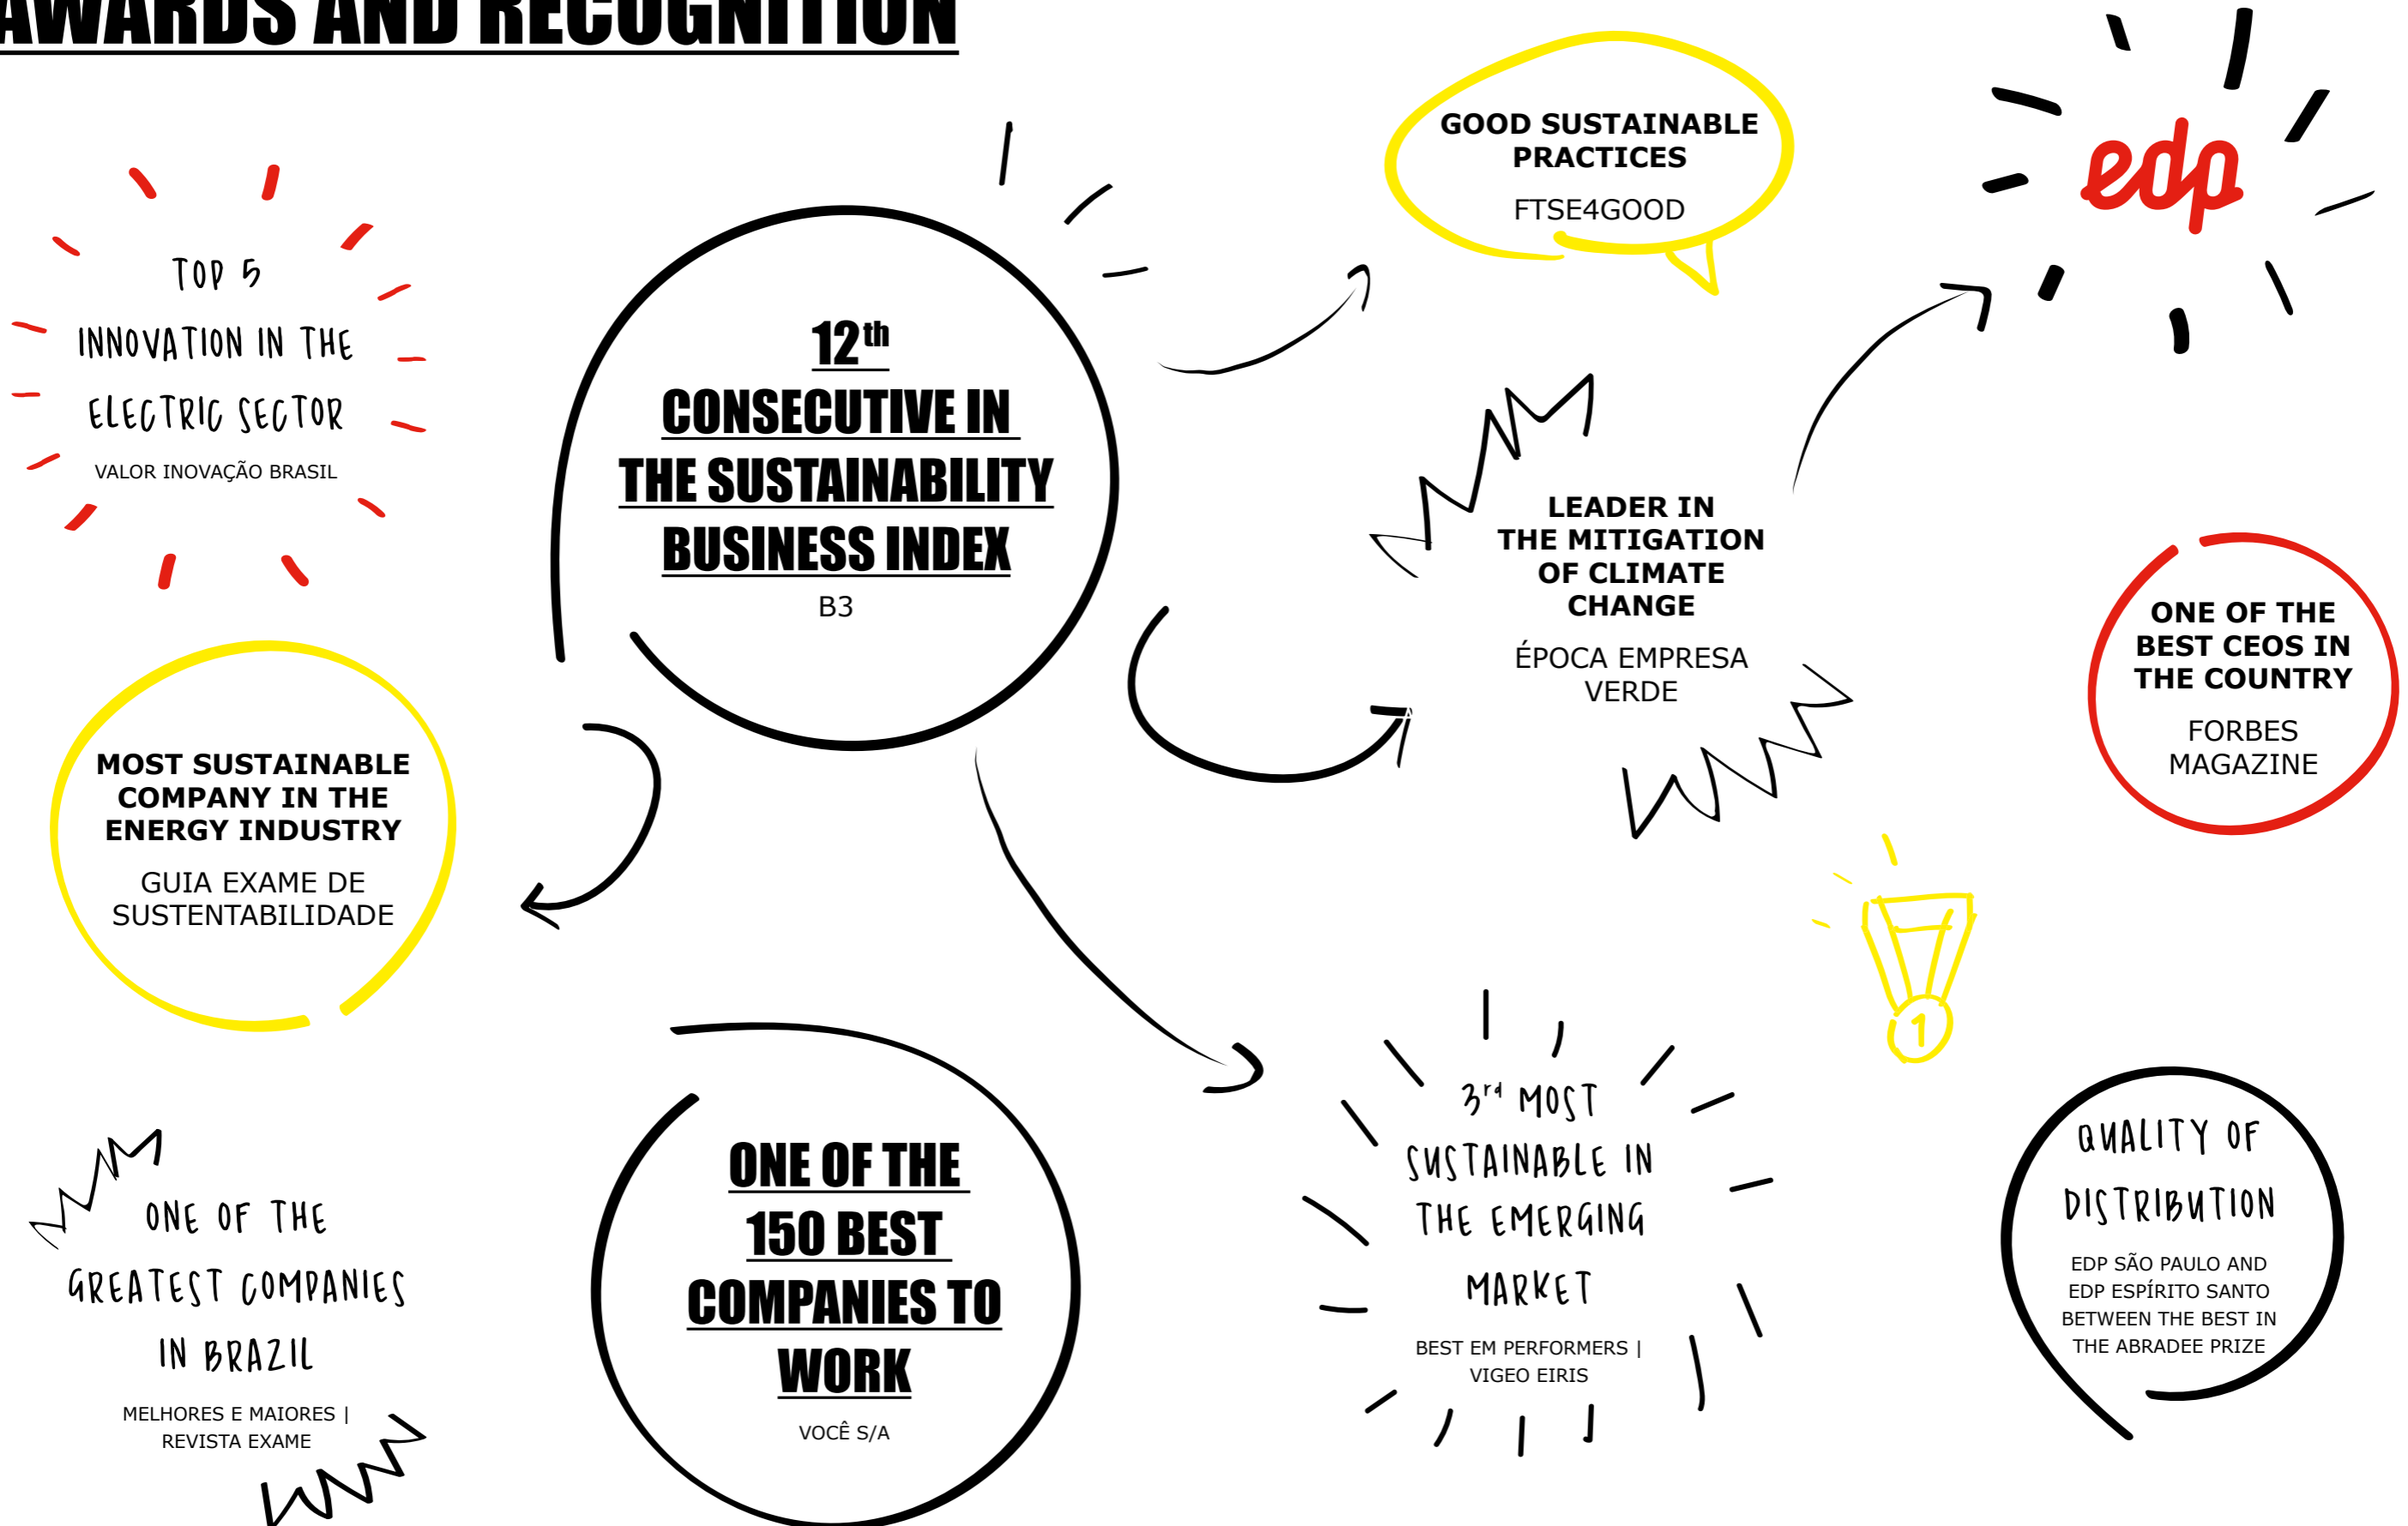 AWARDS AND RECOGNITION
TOP 5
INNOVATION IN THE
ELECTRIC SECTOR
VALOR INOVAÇÃO BRASIL
12th
CONSECUTIVE IN
THE SUSTAINABILITY
BUSINESS INDEX
B3
GOOD SUSTAINABLE
PRACTICES
FTSE4GOOD
edp
LEADER IN
THE MITIGATION
OF CLIMATE
CHANGE
ÉPOCA EMPRESA
VERDE
ONE OF THE
BEST CEOS IN
THE COUNTRY
FORBES
MAGAZINE
MOST SUSTAINABLE
COMPANY IN THE
ENERGY INDUSTRY
GUIA EXAME DE
SUSTENTABILIDADE
1
ONE OF THE
GREATEST COMPANIES
IN BRAZIL
MELHORES E MAIORES |
REVISTA EXAME
ONE OF THE
150 BEST
COMPANIES TO
WORK
VOCÊ S/A
3rd MOST
SUSTAINABLE IN
THE EMERGING
MARKET
BEST EM PERFORMERS |
VIGEO EIRIS
QUALITY OF
DISTRIBUTION
EDP SÃO PAULO AND
EDP ESPÍRITO SANTO
BETWEEN THE BEST IN
THE ABRADEE PRIZE